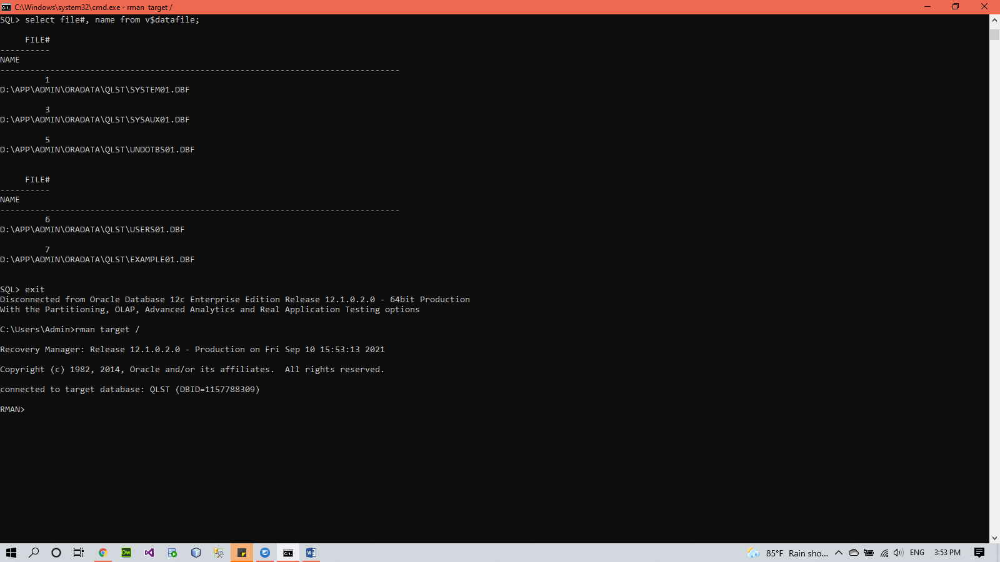 C:\Windows\system32\cmd.exe - rman  target /
SQL> select file#, name from v$datafile;
     FILE#
----------
NAME
--------------------------------------------------------------------------------
         1
D:\APP\ADMIN\ORADATA\QLST\SYSTEM01.DBF
         3
D:\APP\ADMIN\ORADATA\QLST\SYSAUX01.DBF
         5
D:\APP\ADMIN\ORADATA\QLST\UNDOTBS01.DBF
     FILE#
----------
NAME
--------------------------------------------------------------------------------
         6
D:\APP\ADMIN\ORADATA\QLST\USERS01.DBF
         7
D:\APP\ADMIN\ORADATA\QLST\EXAMPLE01.DBF
SQL> exit
Disconnected from Oracle Database 12c Enterprise Edition Release 12.1.0.2.0 - 64bit Production
With the Partitioning, OLAP, Advanced Analytics and Real Application Testing options
C:\Users\Admin>rman target /
Recovery Manager: Release 12.1.0.2.0 - Production on Fri Sep 10 15:53:13 2021
Copyright (c) 1982, 2014, Oracle and/or its affiliates.  All rights reserved.
connected to target database: QLST (DBID=1157788309)
RMAN>
Dw
85°F  Rain sho... ENG 3:53 PM